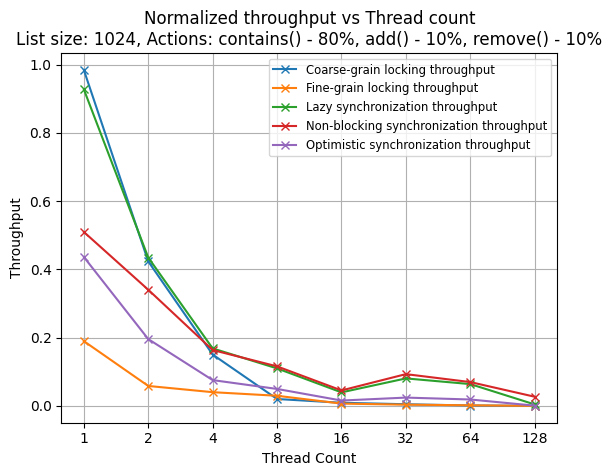 Normalized throughput vs Thread count
List size: 1024, Actions: contains() - 80%, add() - 10%, remove() - 10%
Coarse-grain locking throughput
Fine-grain locking throughput
Lazy synchronization throughput
Non-blocking synchronization throughput
Optimistic synchronization throughput
Throughput
1.0
0.8
0.6
0.4
0.2
0.0
1 2 4 8 16 32 64 128
Thread Count